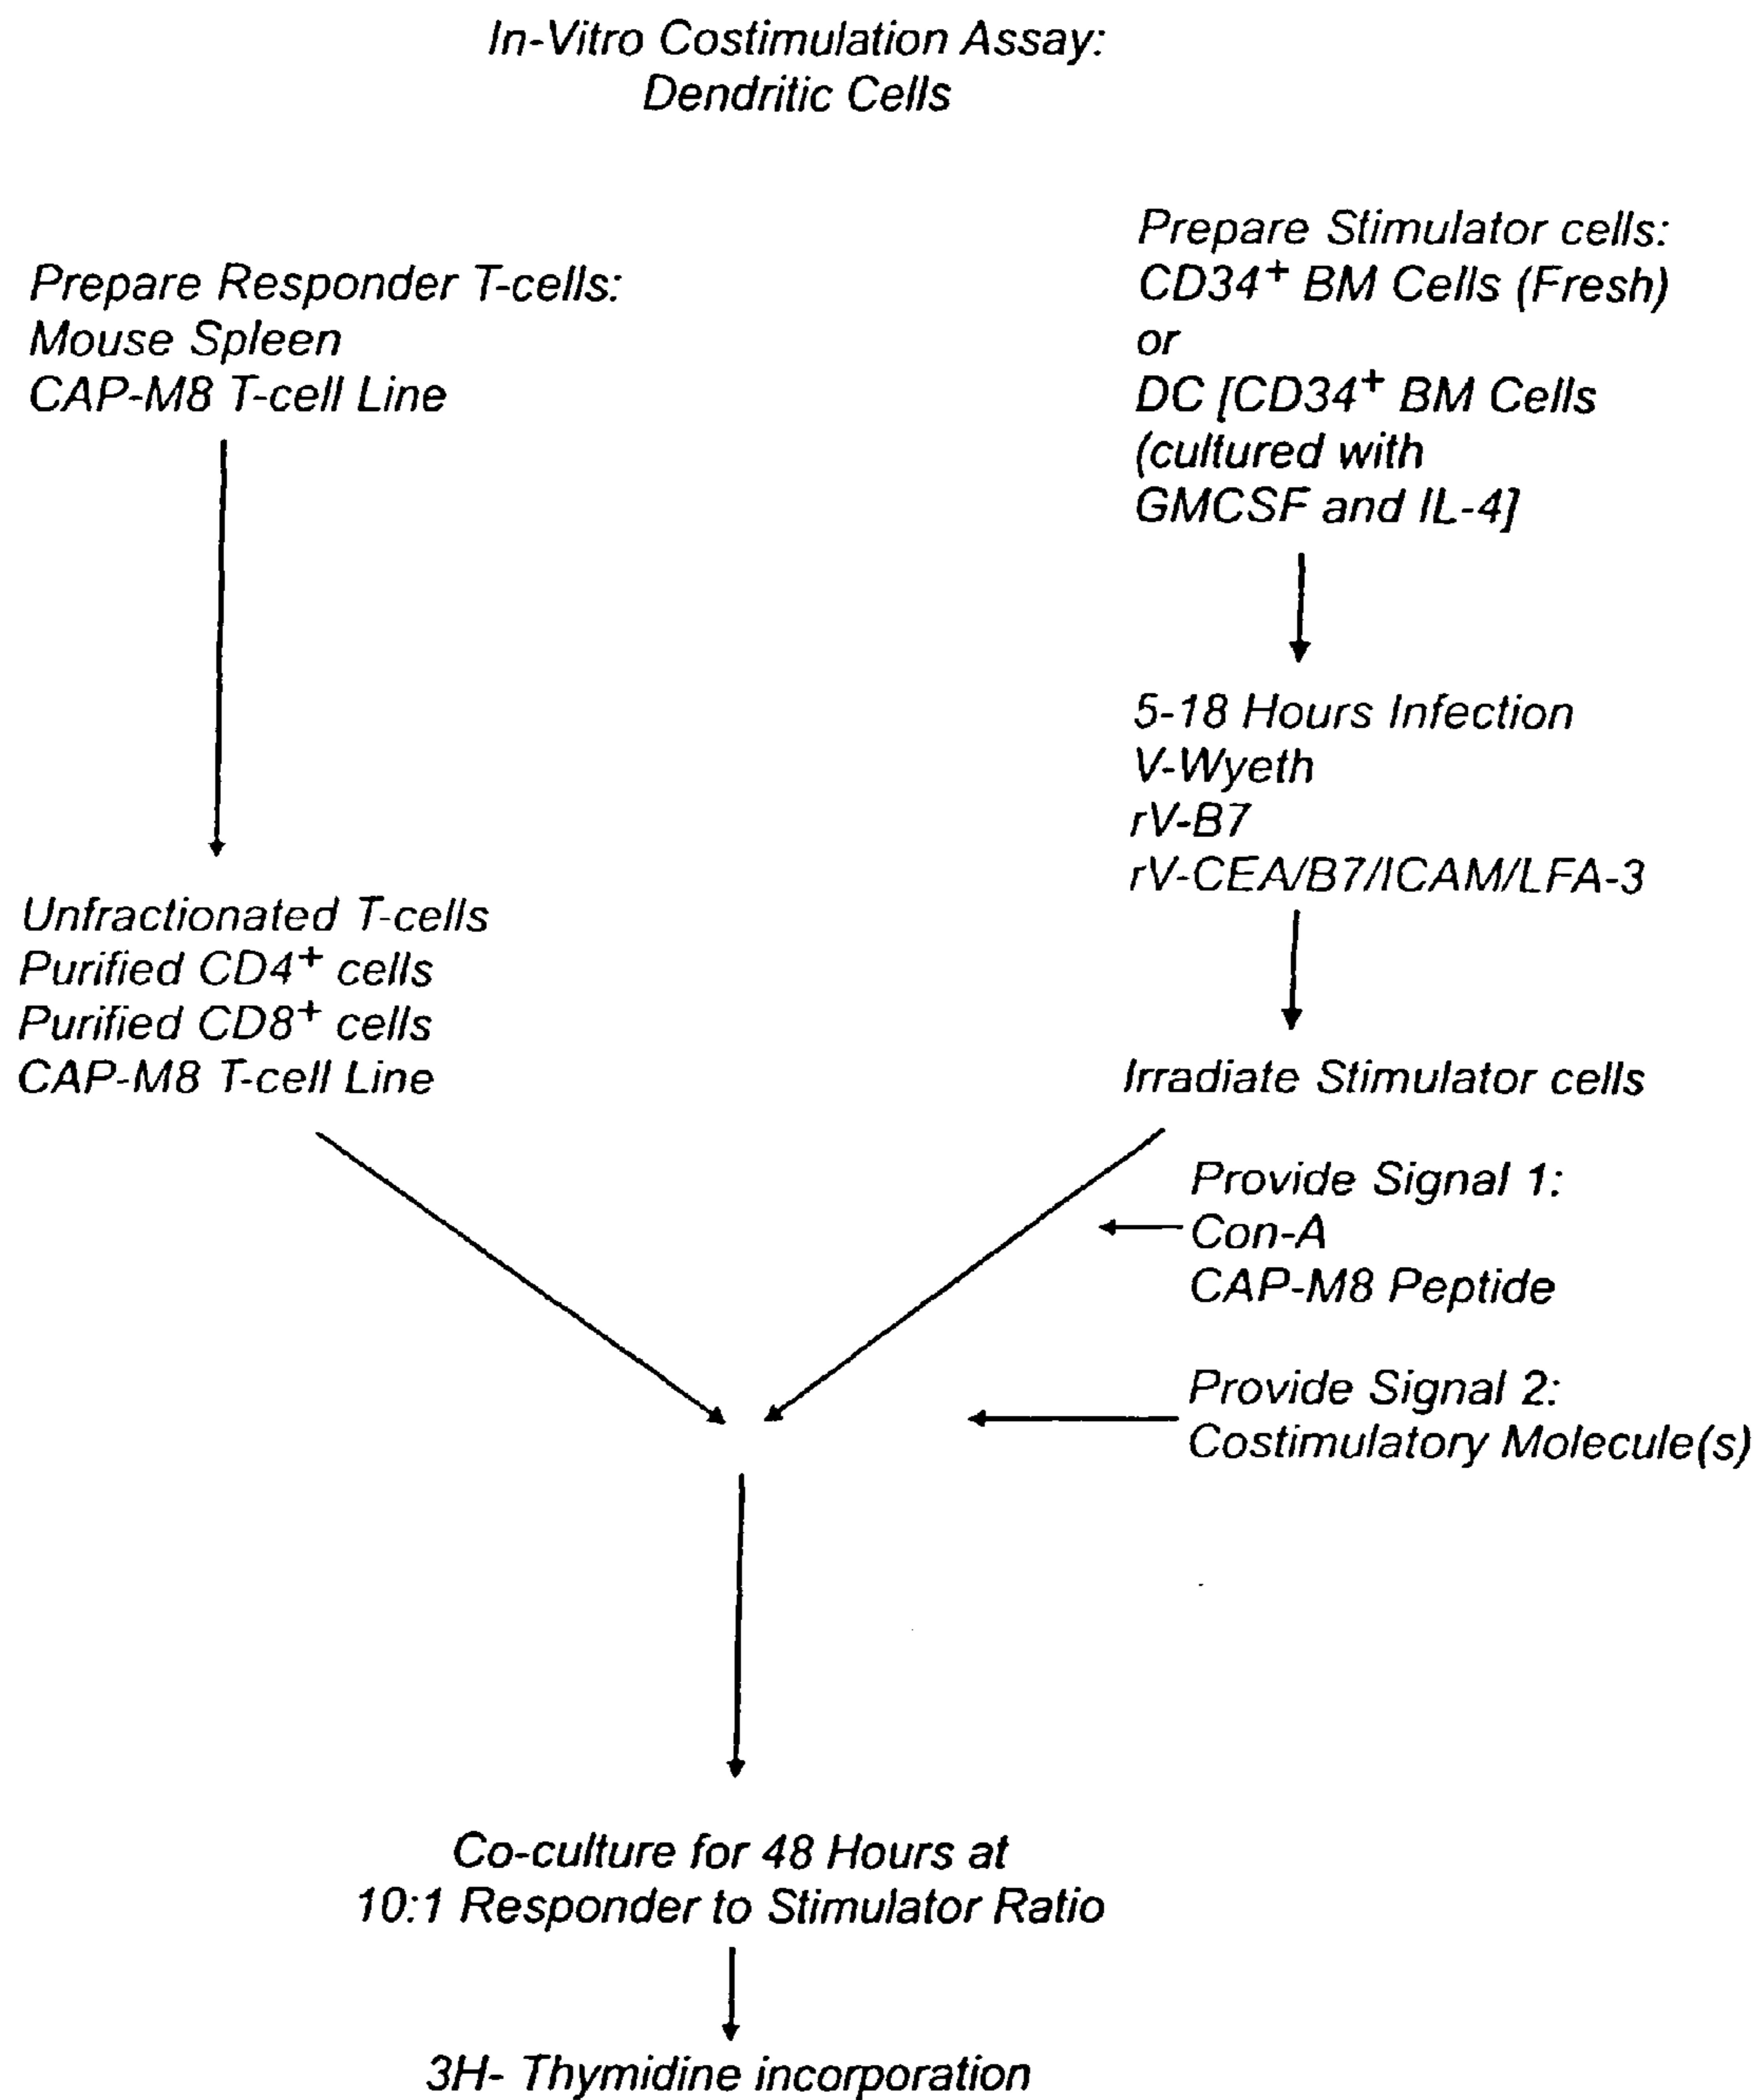 In-Vitro Costimulation Assay:
Dendritic Cells
Prepare Responder T-cells:
Mouse Spleen
CAP-M8 T-cell Line
Prepare Stimulator cells:
CD34+ BM Cells (Fresh)
or
DC [CD34+ BM Cells
(cultured with
GMCSF and IL-4]
5-18 Hours Infection
V-Wyeth
rV-B7
rV-CEA/B7/ICAM/LFA-3
Unfractionated T-cells
Purified CD4+ cells
Purified CD8+ cells
CAP-M8 T-cell Line
Irradiate Stimulator cells
Provide Signal 1:
Con-A
CAP-M8 Peptide
Provide Signal 2:
Costimulatory Molecule(s)
Co-culture for 48 Hours at
10:1 Responder to Stimulator Ratio
3H- Thymidine incorporation